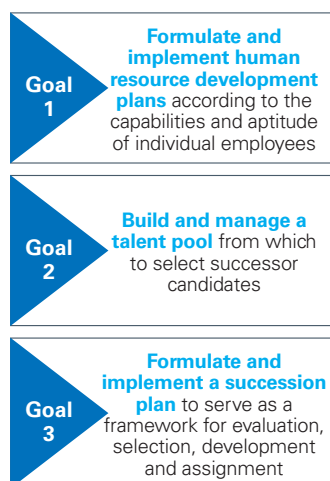 Goal
1
Formulate and
implement human
resource development
plans according to the
capabilities and aptitude
of individual employees
Goal
2
Build and manage a
talent pool from which
to select successor
candidates
Goal
3
Formulate and
implement a succession
plan to serve as a
framework for evaluation,
selection, development
and assignment